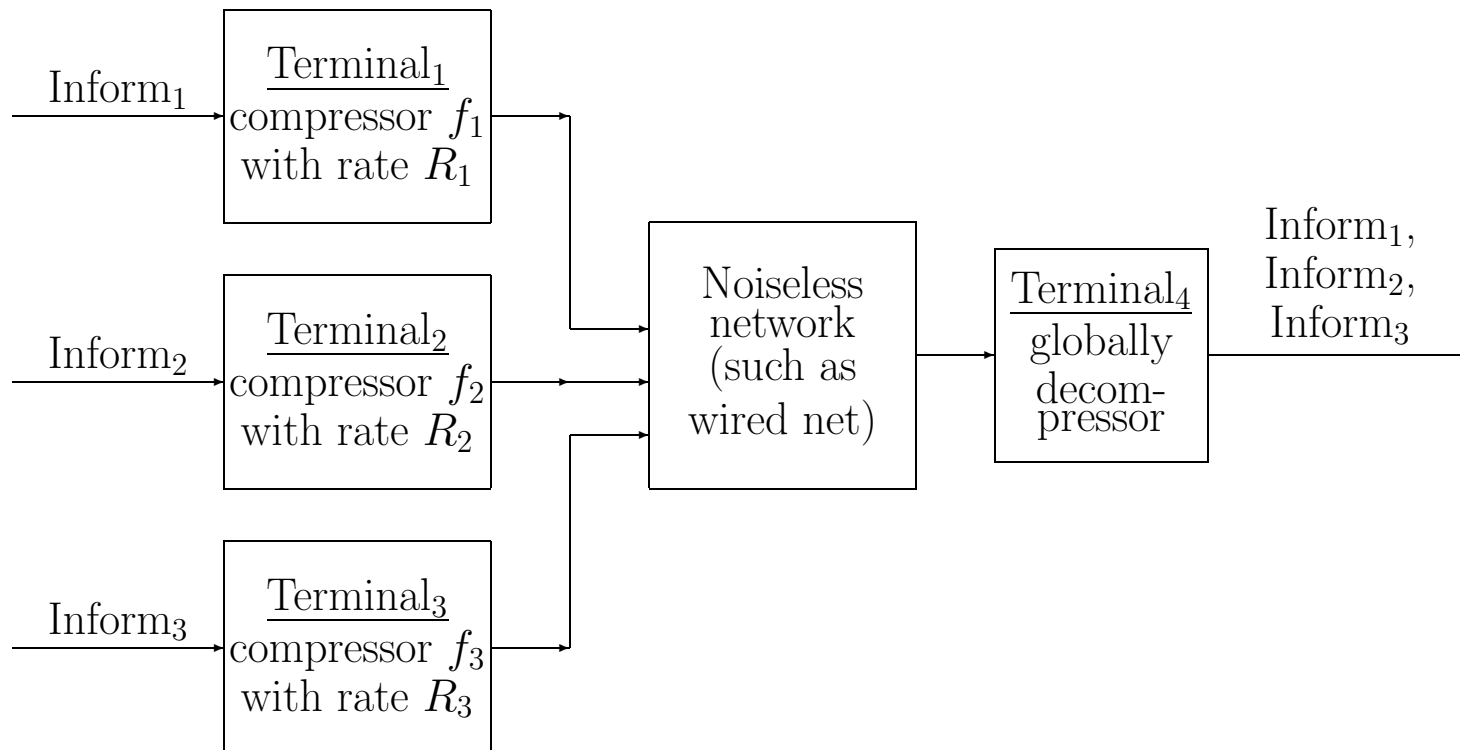 Inform₁
Terminal₁
compressor f₁
with rate R₁
Inform₂
Terminal₂
compressor f₂
with rate R₂
Inform₃
Terminal₃
compressor f₃
with rate R₃
Noiseless
network
(such as
wired net)
Terminal₄
globally
decom-
pressor
Inform₁,
Inform₂,
Inform₃